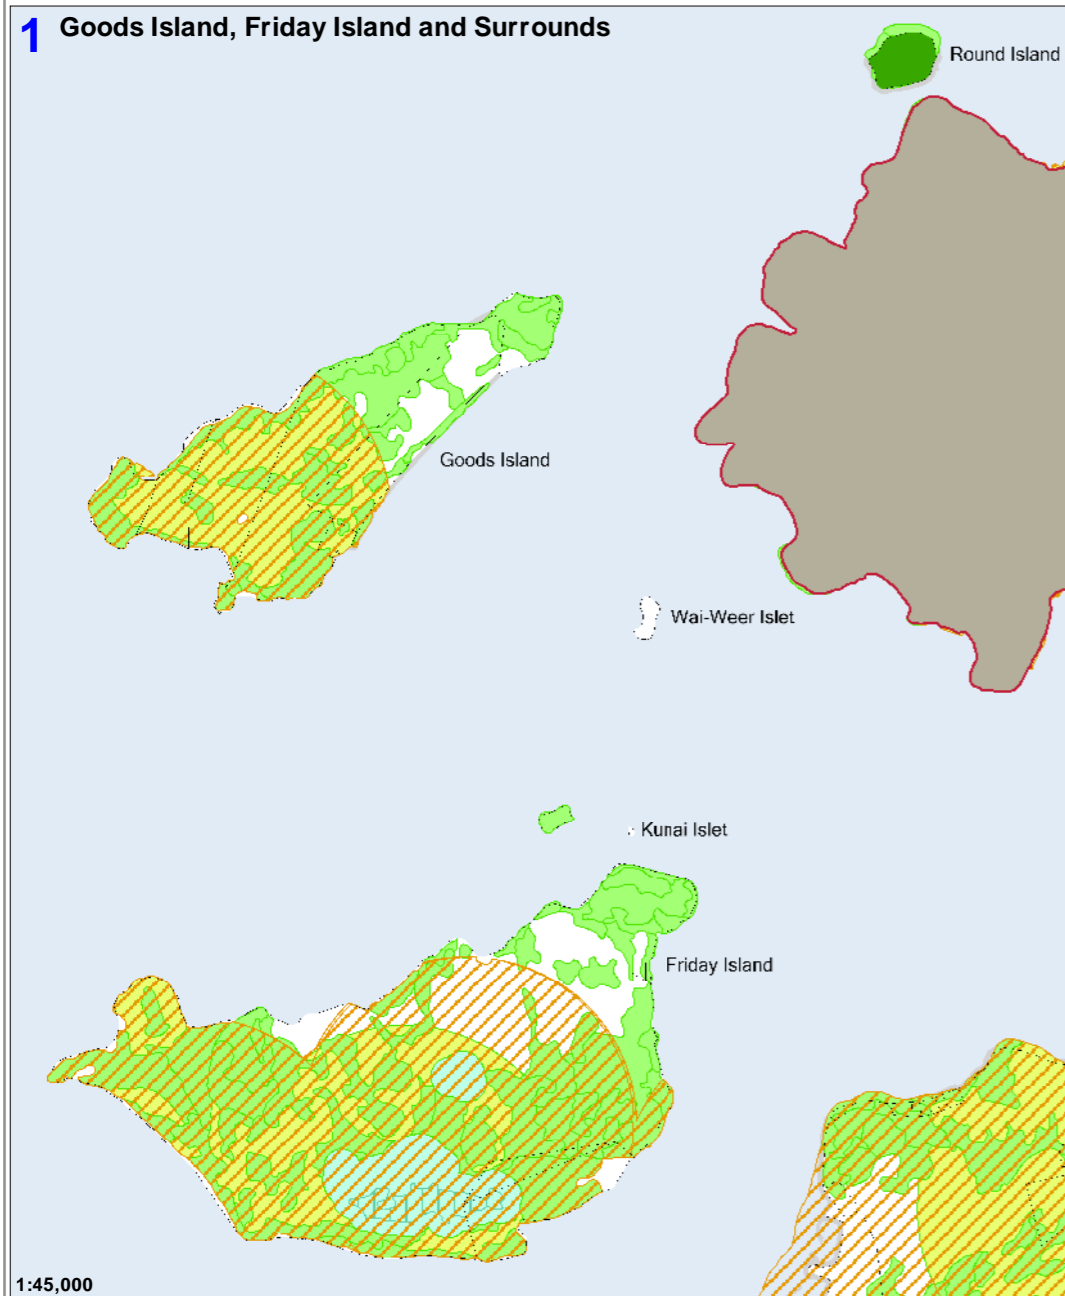 1 Goods Island, Friday Island and Surrounds
Round Island
Goods Island
Wai-Weer Islet
Kunai Islet
Friday Island
1:45,000